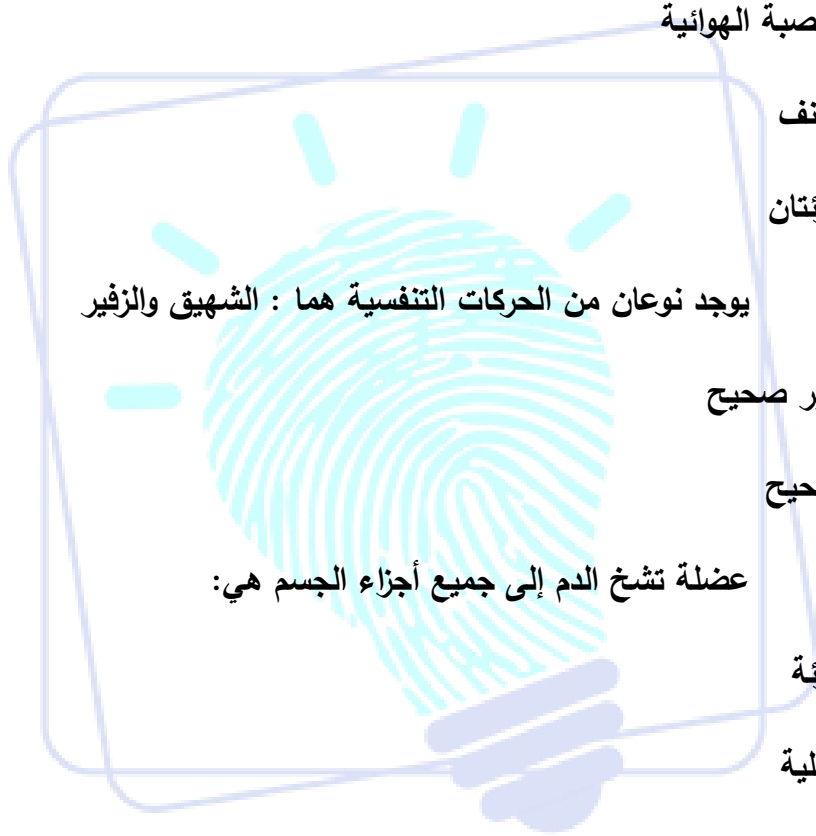 صبة الهوائية
نف
ئتان
يوجد نوعان من الحركات التنفسية هما : الشهيق والزفير
ر صحيح
حيح
عضلة تشخ الدم إلى جميع أجزاء الجسم هي:
ئة
لية